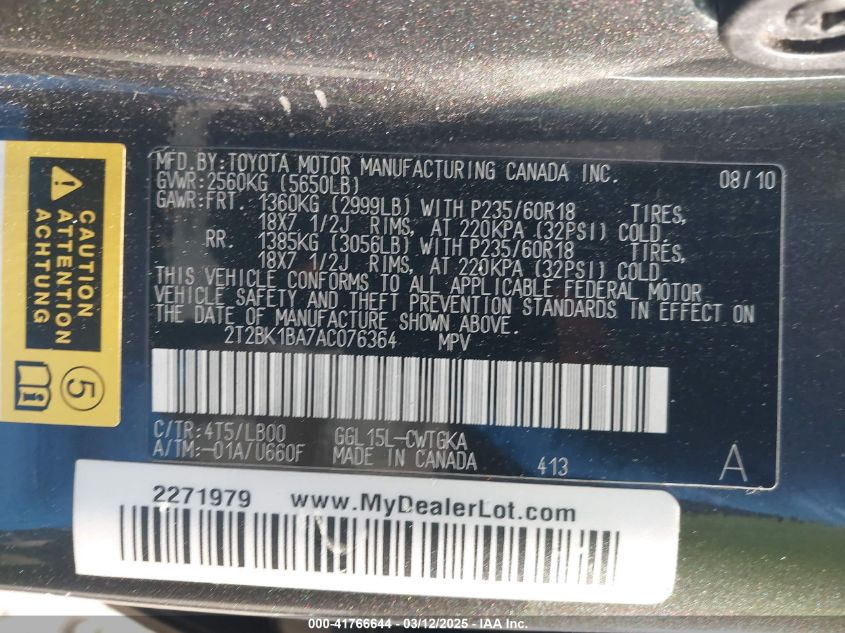 CAUTION
ATTENTION
ACHTUNG
5
MFD. BY: TOYOTA MOTOR MANUFACTURING CANADA INC. 08/10
GVWR: 2560KG (5650LB)
GAWR: FRT. 1360KG (2999LB) WITH P235/60R18 TIRES,
18X7 1/2J RIMS, AT 220KPA (32PSI) COLD.
RR. 1385KG (3056LB) WITH P235/60R18 TIRES,
18X7 1/2J RIMS, AT 220KPA (32PSI) COLD.
THIS VEHICLE CONFORMS TO ALL APPLICABLE FEDERAL MOTOR
VEHICLE SAFETY AND THEFT PREVENTION STANDARDS IN EFFECT ON
THE DATE OF MANUFACTURE SHOWN ABOVE.
2T2BK1BA7AC076364 MPV
C/TR: 4T5/LB00 GGL15L-CWTGKA
A/TM: -01A/U660F MADE IN CANADA 413 A
2271979 www.MyDealerLot.com
000-41766644 - 03/12/2025 - IAA Inc.